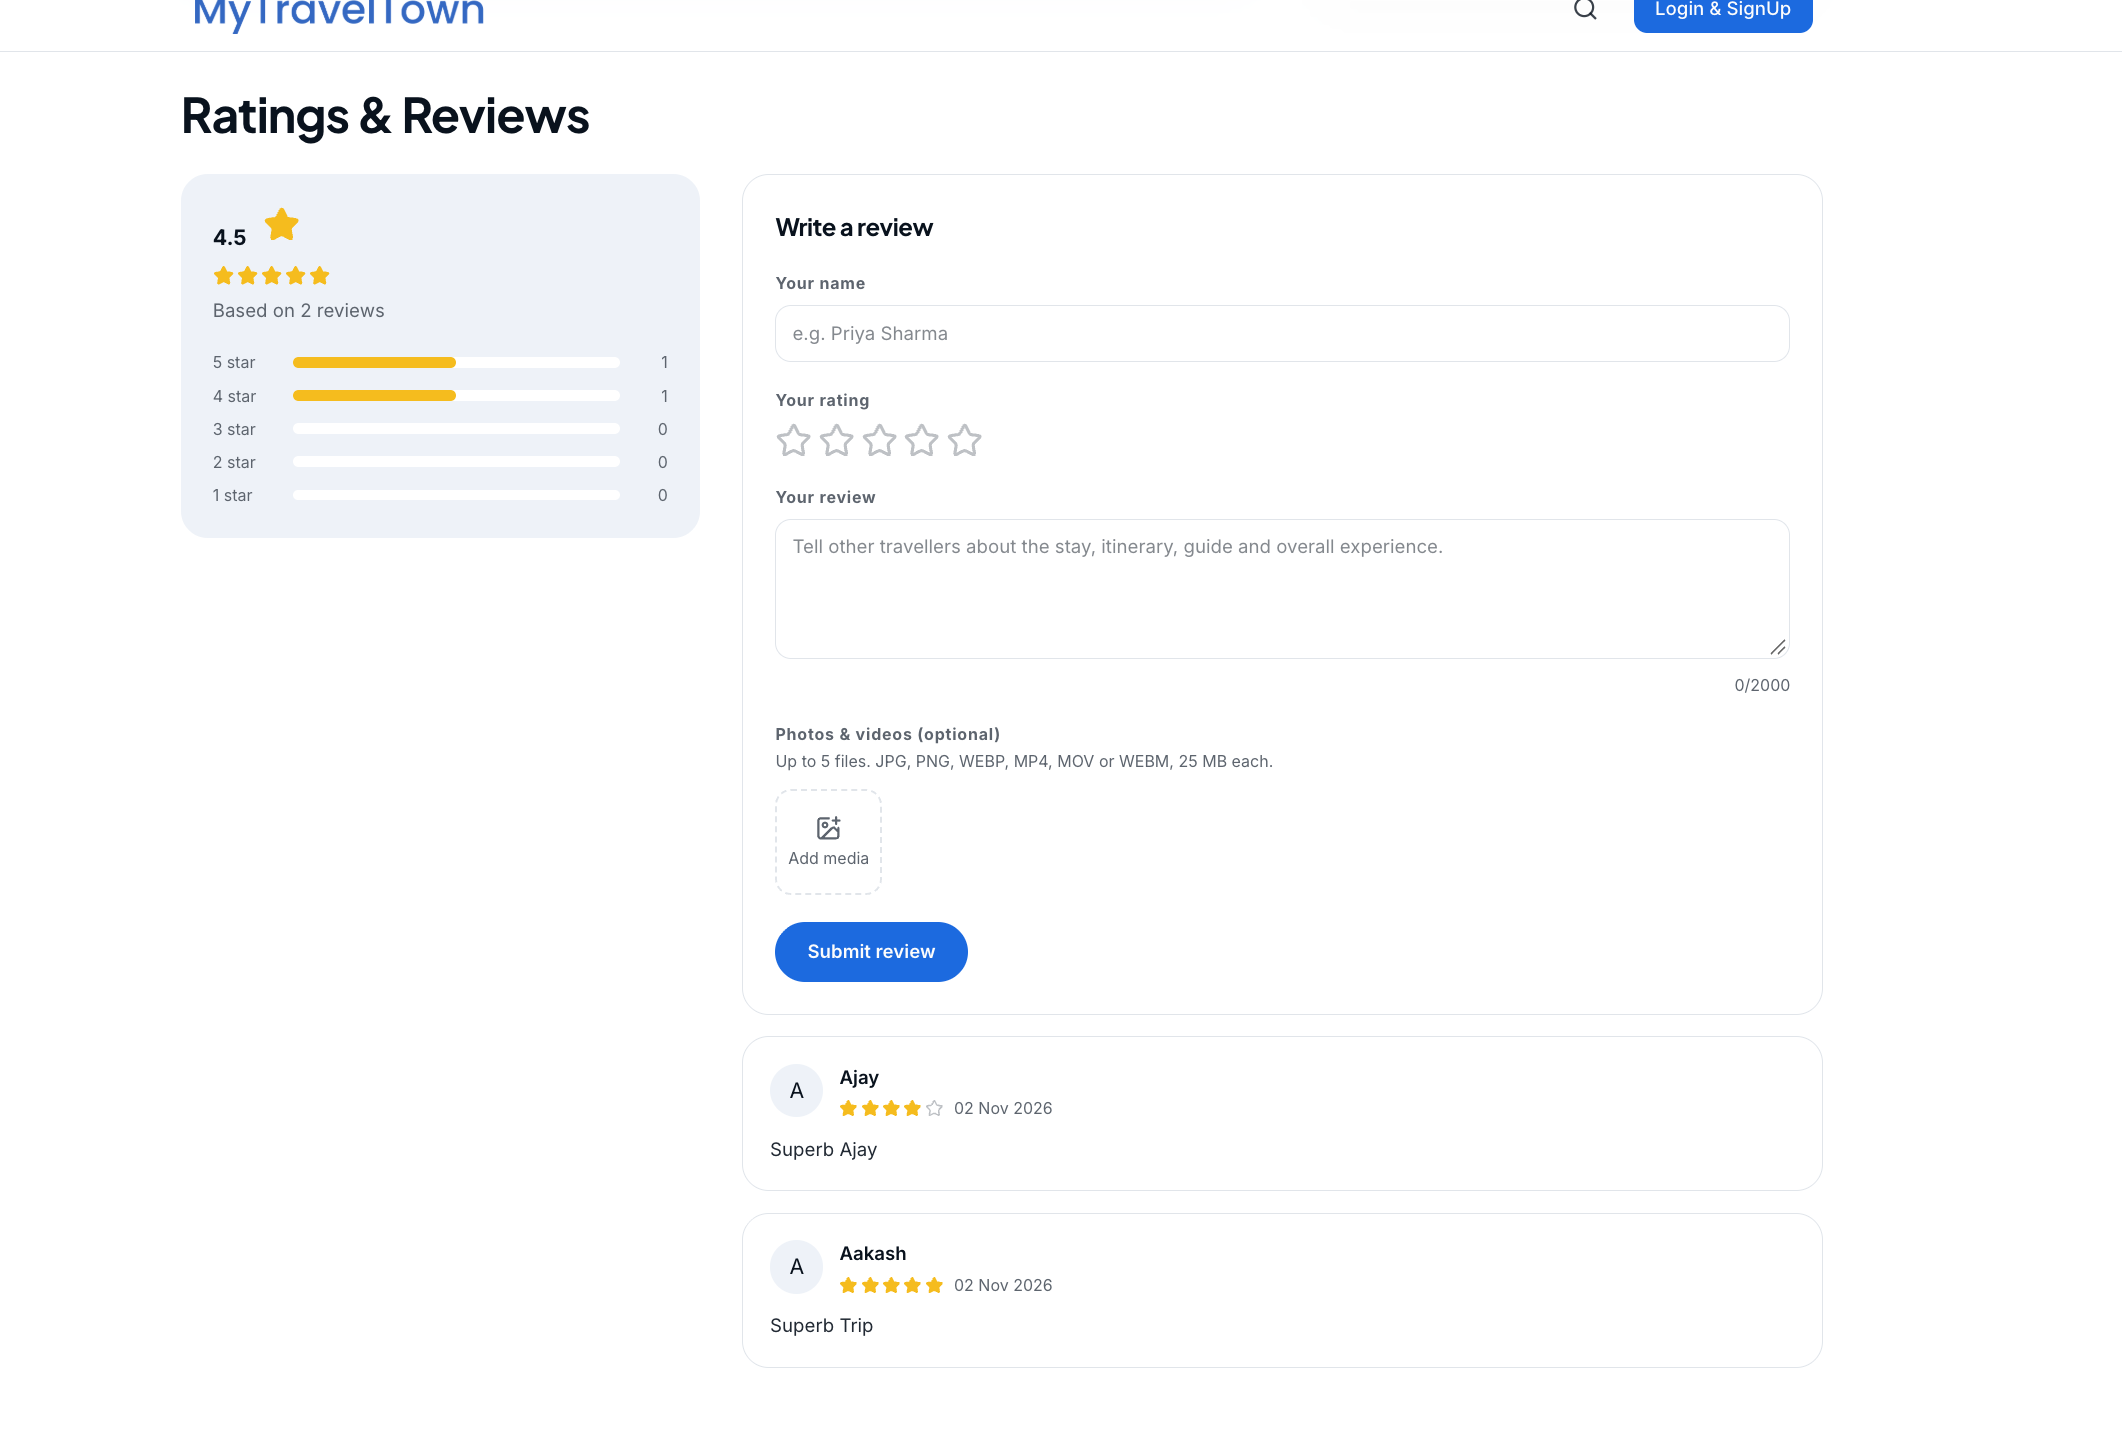 MyTravelTown
Login & SignUp
Ratings & Reviews
4.5
Based on 2 reviews
5 star 1
4 star 1
3 star 0
2 star 0
1 star 0
Write a review
Your name
e.g. Priya Sharma
Your rating
Your review
Tell other travellers about the stay, itinerary, guide and overall experience.
0/2000
Photos & videos (optional)
Up to 5 files. JPG, PNG, WEBP, MP4, MOV or WEBM, 25 MB each.
Add media
Submit review
A
Ajay
02 Nov 2026
Superb Ajay
A
Aakash
02 Nov 2026
Superb Trip